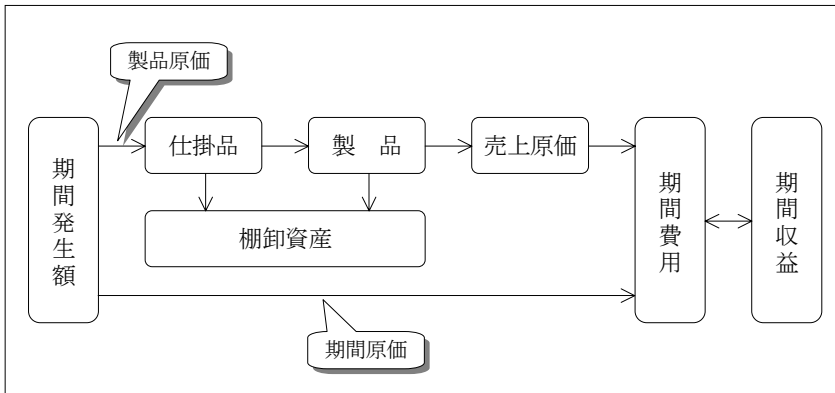 製品原価
期間発生額
仕掛品
製　品
売上原価
棚卸資産
期間費用
期間収益
期間原価